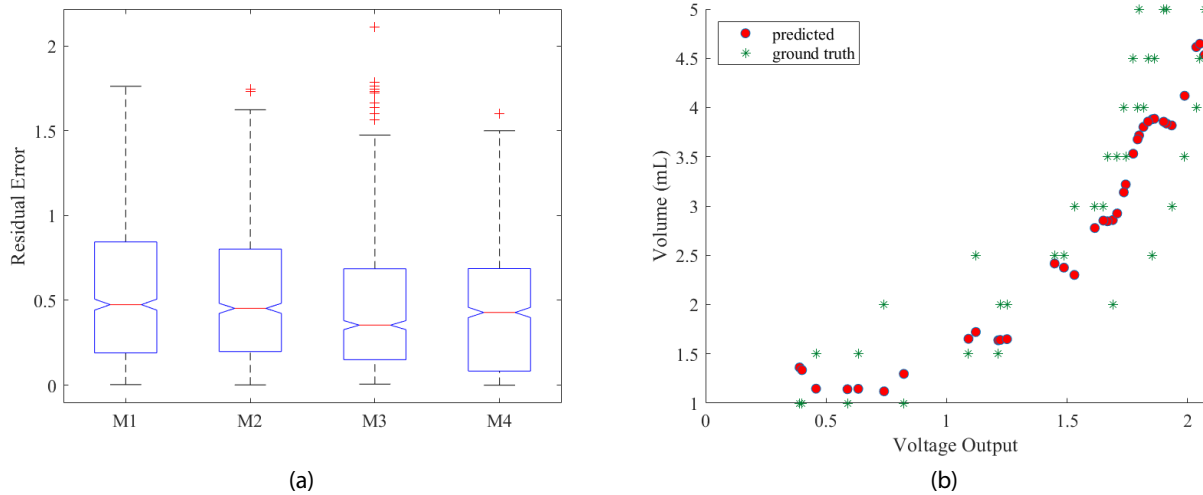 Residual Error
2
1.5
1
0.5
0
M1 M2 M3 M4
(a)
predicted
ground truth
Volume (mL)
5
4.5
4
3.5
3
2.5
2
1.5
1
0 0.5 1 1.5 2
Voltage Output
(b)